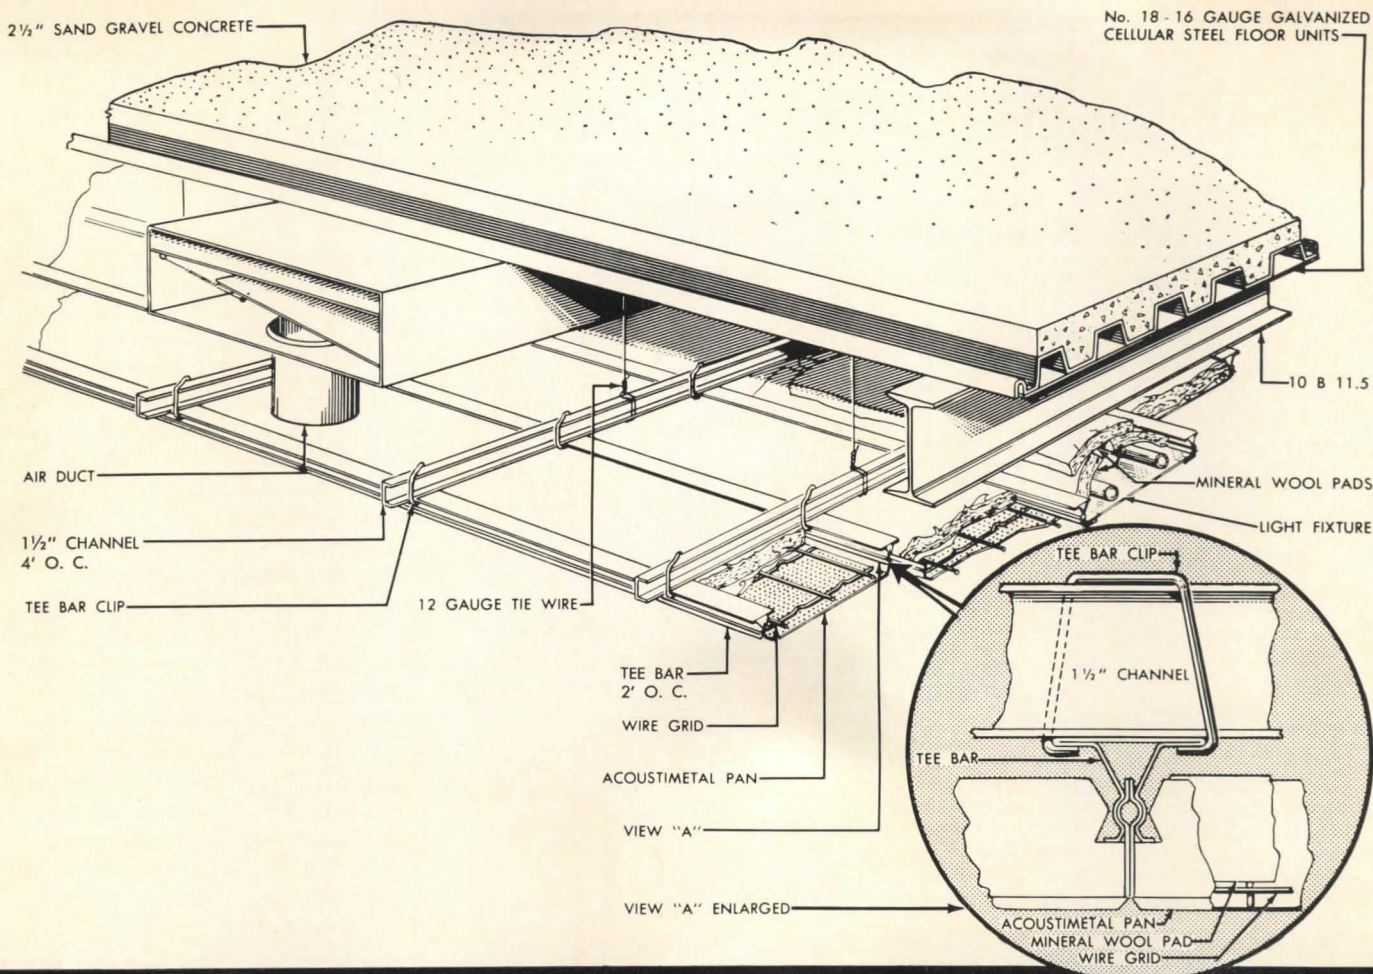 2½" SAND GRAVEL CONCRETE
No. 18 - 16 GAUGE GALVANIZED
CELLULAR STEEL FLOOR UNITS
10 B 11.5
MINERAL WOOL PADS
LIGHT FIXTURE
AIR DUCT
1½" CHANNEL
4' O. C.
TEE BAR CLIP
12 GAUGE TIE WIRE
TEE BAR
2' O. C.
WIRE GRID
ACOUSTIMETAL PAN
VIEW "A"
VIEW "A" ENLARGED
TEE BAR CLIP
1½" CHANNEL
TEE BAR
ACOUSTIMETAL PAN
MINERAL WOOL PAD
WIRE GRID